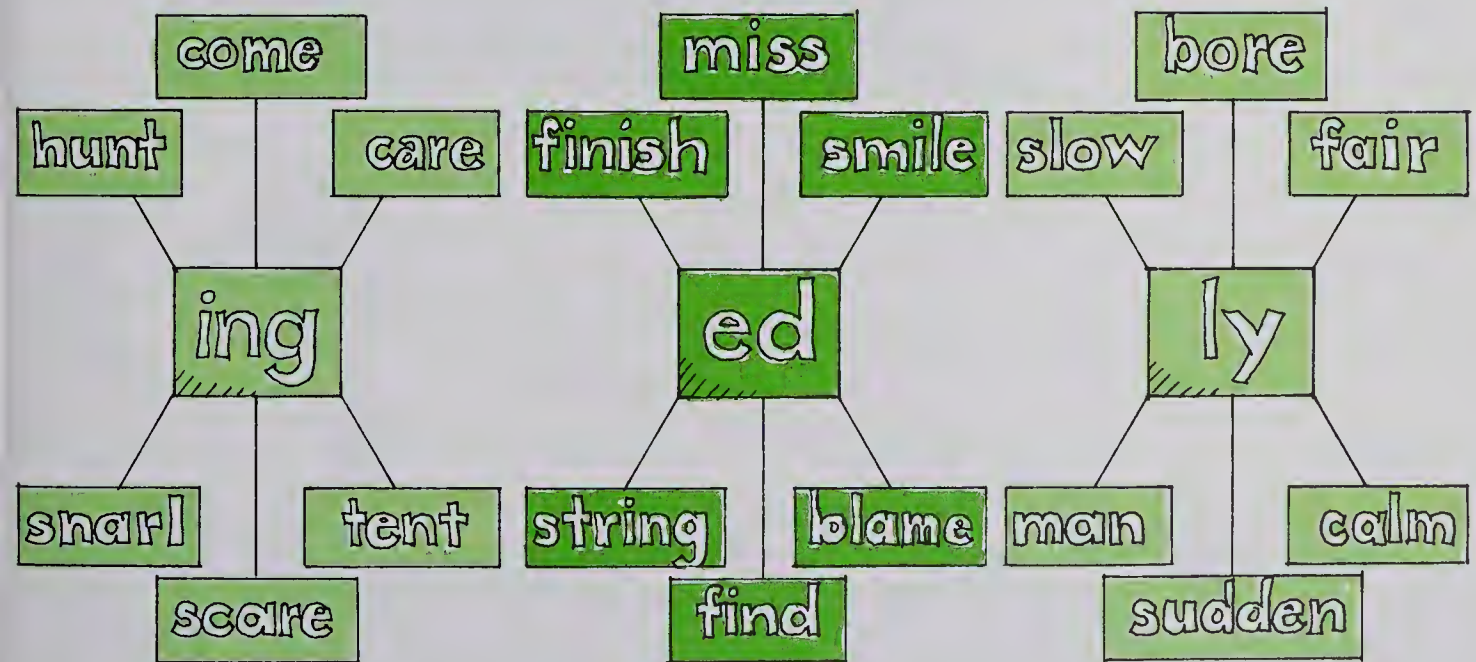 come
hunt
care
ing
snarl
tent
scare
miss
finish
smile
ed
string
blame
find
bore
slow
fair
ly
man
calm
sudden